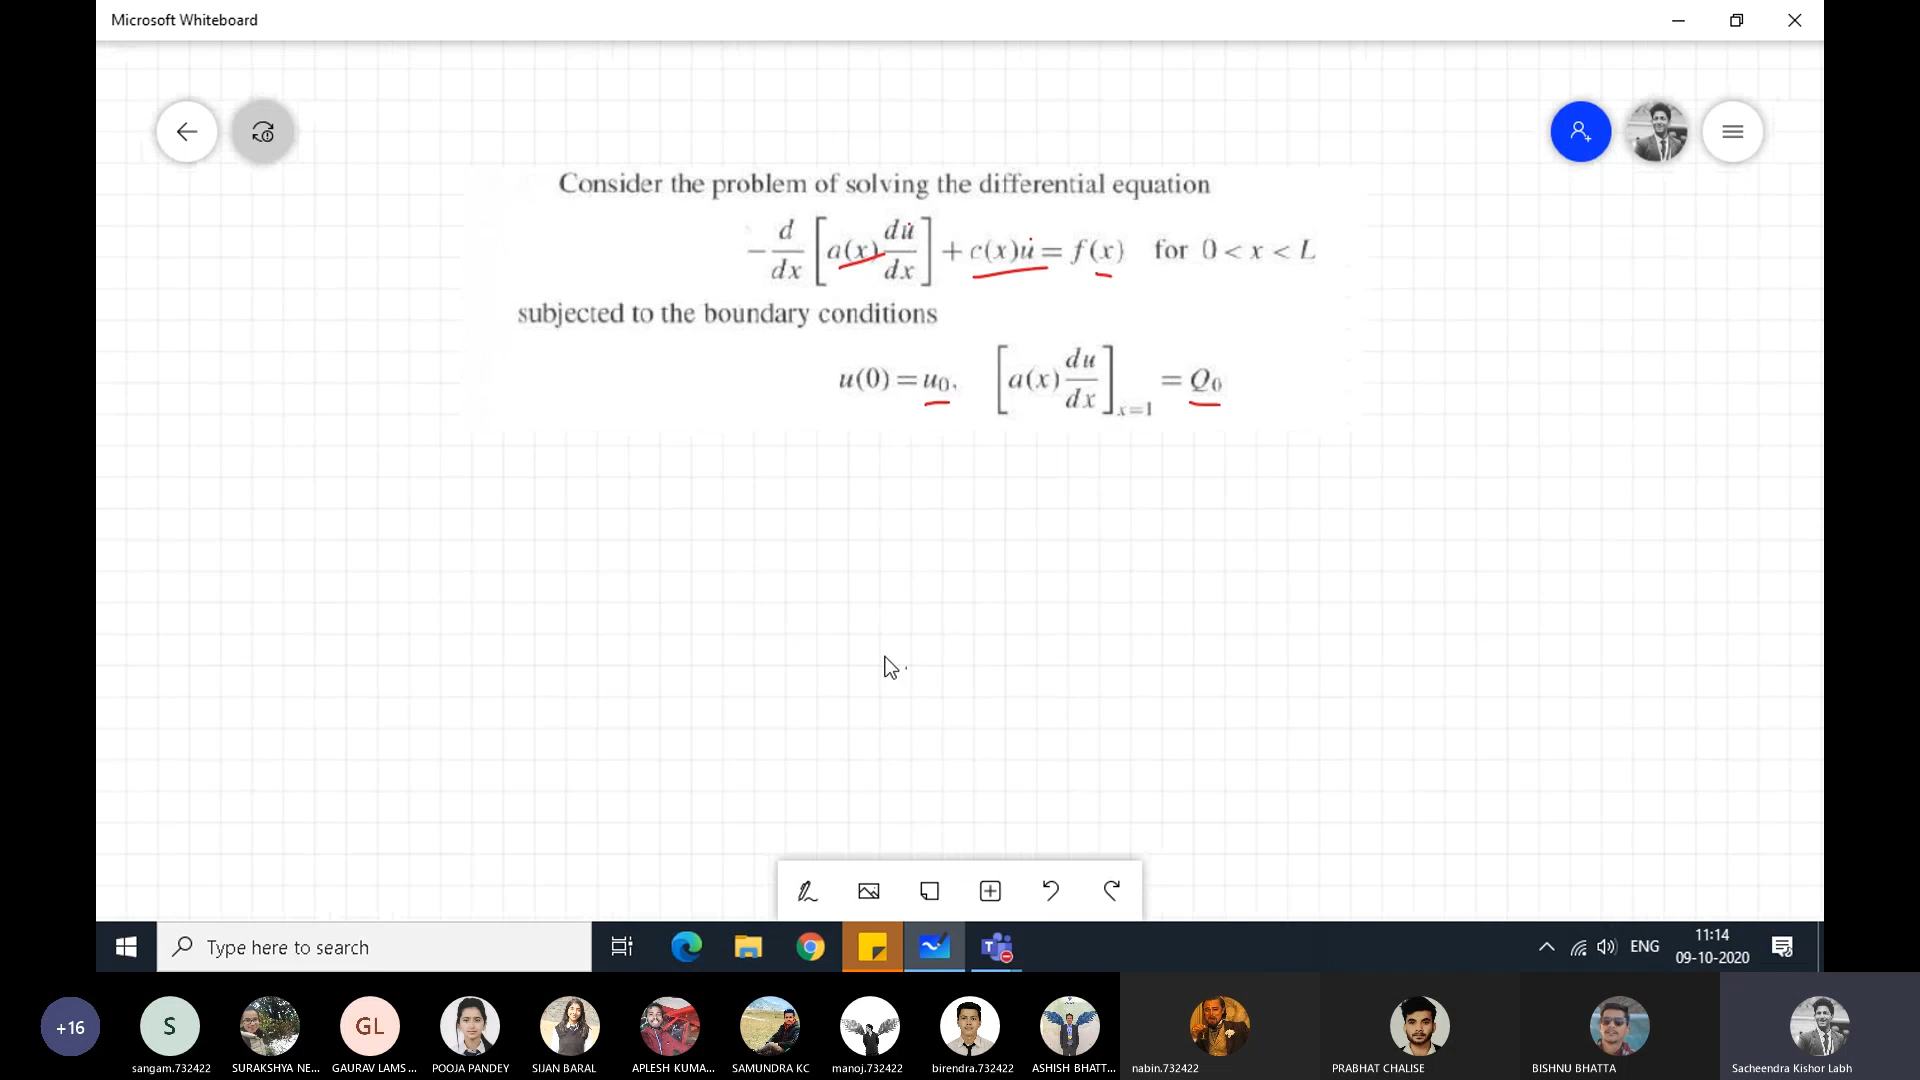 Microsoft Whiteboard
Consider the problem of solving the differential equation
− d/dx [ a(x) du/dx ] + c(x)u = f(x) for 0 < x < L
subjected to the boundary conditions
u(0) = u₀, [ a(x) du/dx ]ₓ₌₁ = Q₀
Type here to search
ENG
11:14
09-10-2020
+16
S
GL
sangam.732422
SURAKSHYA NE...
GAURAV LAMS...
POOJA PANDEY
SIJAN BARAL
APLESH KUMA...
SAMUNDRA KC
manoj.732422
birendra.732422
ASHISH BHATT...
nabin.732422
PRABHAT CHALISE
BISHNU BHATTA
Sacheendra Kishor Labh